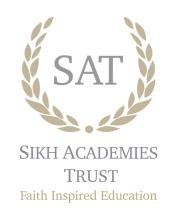 SAT
SIKH ACADEMIES
TRUST
Faith Inspired Education